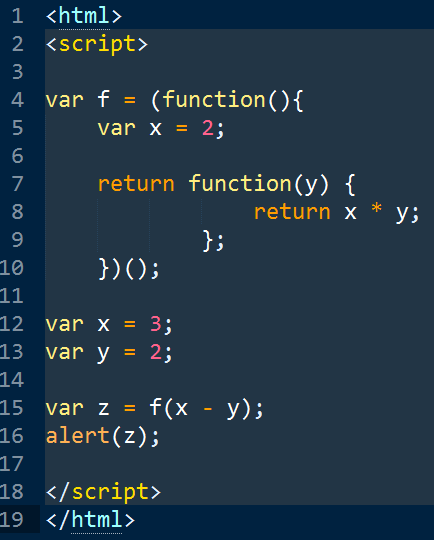 1 <html>
2 <script>
3
4 var f = (function(){
5     var x = 2;
6
7     return function(y) {
8                 return x * y;
9             };
10     })();
11
12 var x = 3;
13 var y = 2;
14
15 var z = f(x - y);
16 alert(z);
17
18 </script>
19 </html>